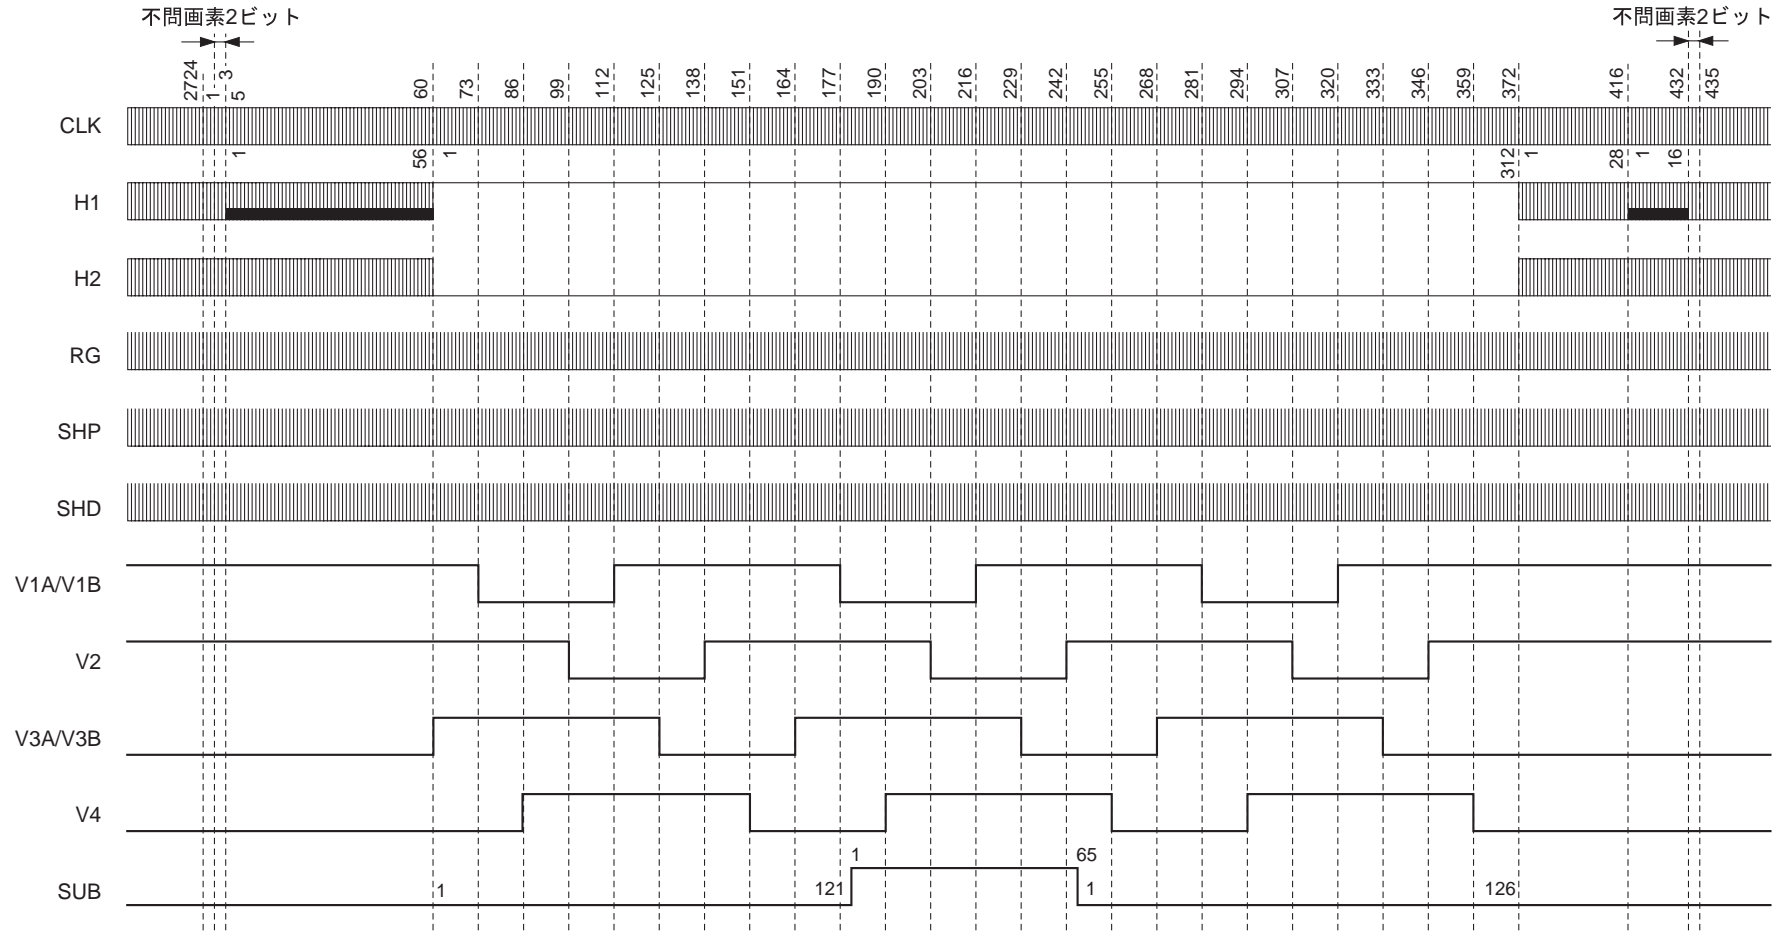 不問画素2ビット 不問画素2ビット
2724 1 3 5 60 73 86 99 112 125 138 151 164 177 190 203 216 229 242 255 268 281 294 307 320 333 346 359 372 416 432 435
CLK
1 56 1 312 1 28 1 16
H1
H2
RG
SHP
SHD
V1A/V1B
V2
V3A/V3B
V4
1 65
SUB 1 121 1 126